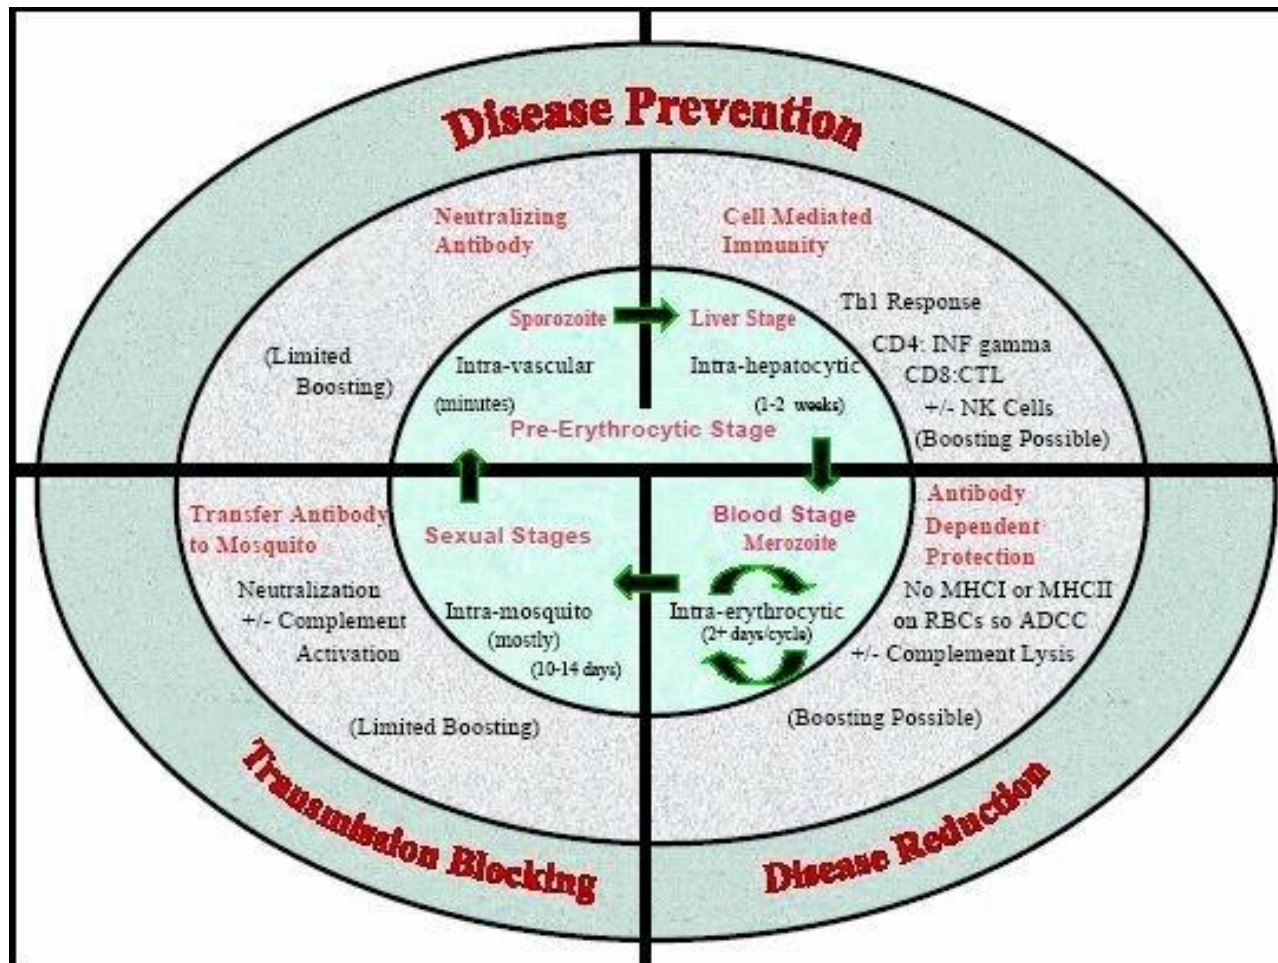 Disease Prevention
Neutralizing
Antibody
(Limited
Boosting)
Sporozoite
Intra-vascular
(minutes)
Cell Mediated
Immunity
Th1 Response
CD4: INF gamma
CD8:CTL
+/- NK Cells
(Boosting Possible)
Liver Stage
Intra-hepatocytic
(1-2 weeks)
Pre-Erythrocytic Stage
Transfer Antibody
to Mosquito
Neutralization
+/- Complement
Activation
(Limited Boosting)
Sexual Stages
Intra-mosquito
(mostly)
(10-14 days)
Blood Stage
Merozoite
Intra-erythrocytic
(2+ days/cycle)
Antibody
Dependent
Protection
No MHCI or MHCII
on RBCs so ADCC
+/- Complement Lysis
(Boosting Possible)
Transmission Blocking
Disease Reduction